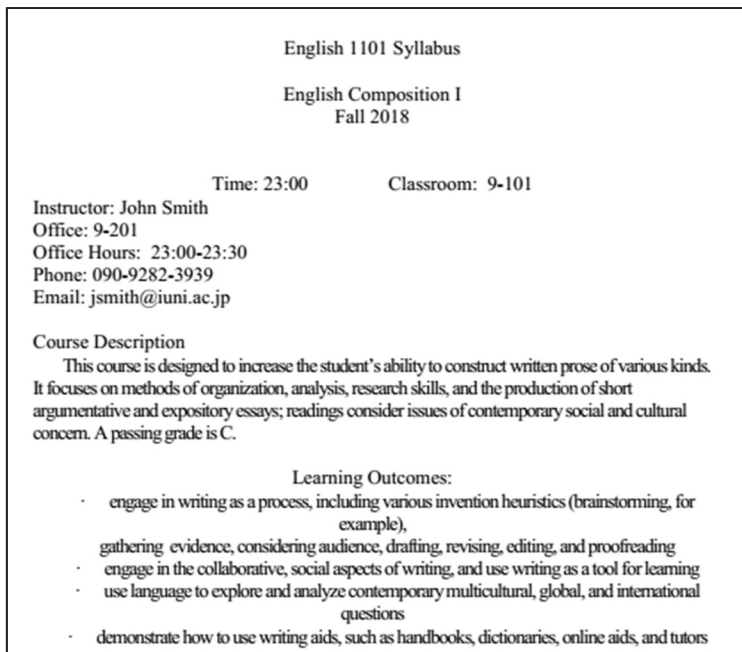 English 1101 Syllabus
English Composition I
Fall 2018
Time: 23:00 Classroom: 9-101
Instructor: John Smith
Office: 9-201
Office Hours: 23:00-23:30
Phone: 090-9282-3939
Email: jsmith@iuni.ac.jp
Course Description
This course is designed to increase the student's ability to construct written prose of various kinds.
It focuses on methods of organization, analysis, research skills, and the production of short
argumentative and expository essays; readings consider issues of contemporary social and cultural
concern. A passing grade is C.
Learning Outcomes:
· engage in writing as a process, including various invention heuristics (brainstorming, for
example),
gathering evidence, considering audience, drafting, revising, editing, and proofreading
· engage in the collaborative, social aspects of writing, and use writing as a tool for learning
· use language to explore and analyze contemporary multicultural, global, and international
questions
· demonstrate how to use writing aids, such as handbooks, dictionaries, online aids, and tutors